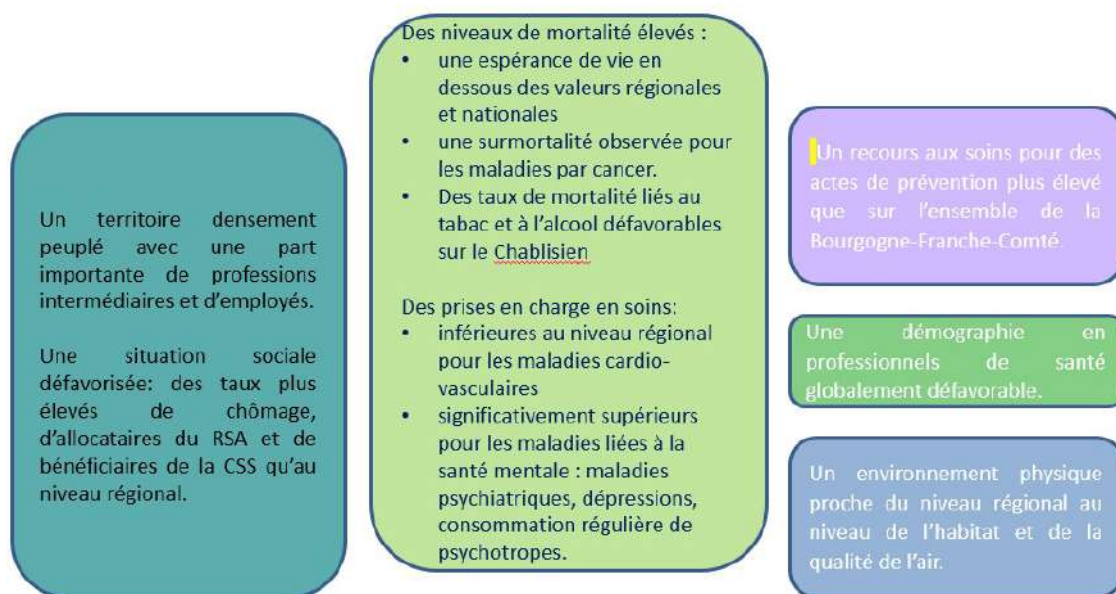 Un territoire densement
peuplé avec une part
importante de professions
intermédiaires et d'employés.
Une situation sociale
défavorisée: des taux plus
élevés de chômage,
d'allocataires du RSA et de
bénéficiaires de la CSS qu'au
niveau régional.
Des niveaux de mortalité élevés :
• une espérance de vie en
dessous des valeurs régionales
et nationales
• une surmortalité observée pour
les maladies par cancer.
• Des taux de mortalité liés au
tabac et à l'alcool défavorables
sur le Chablisien
Des prises en charge en soins:
• inférieures au niveau régional
pour les maladies cardio-
vasculaires
• significativement supérieurs
pour les maladies liées à la
santé mentale : maladies
psychiatriques, dépressions,
consommation régulière de
psychotropes.
Un recours aux soins pour des
actes de prévention plus élevé
que sur l'ensemble de la
Bourgogne-Franche-Comté.
Une démographie en
professionnels de santé
globalement défavorable.
Un environnement physique
proche du niveau régional au
niveau de l'habitat et de la
qualité de l'air.